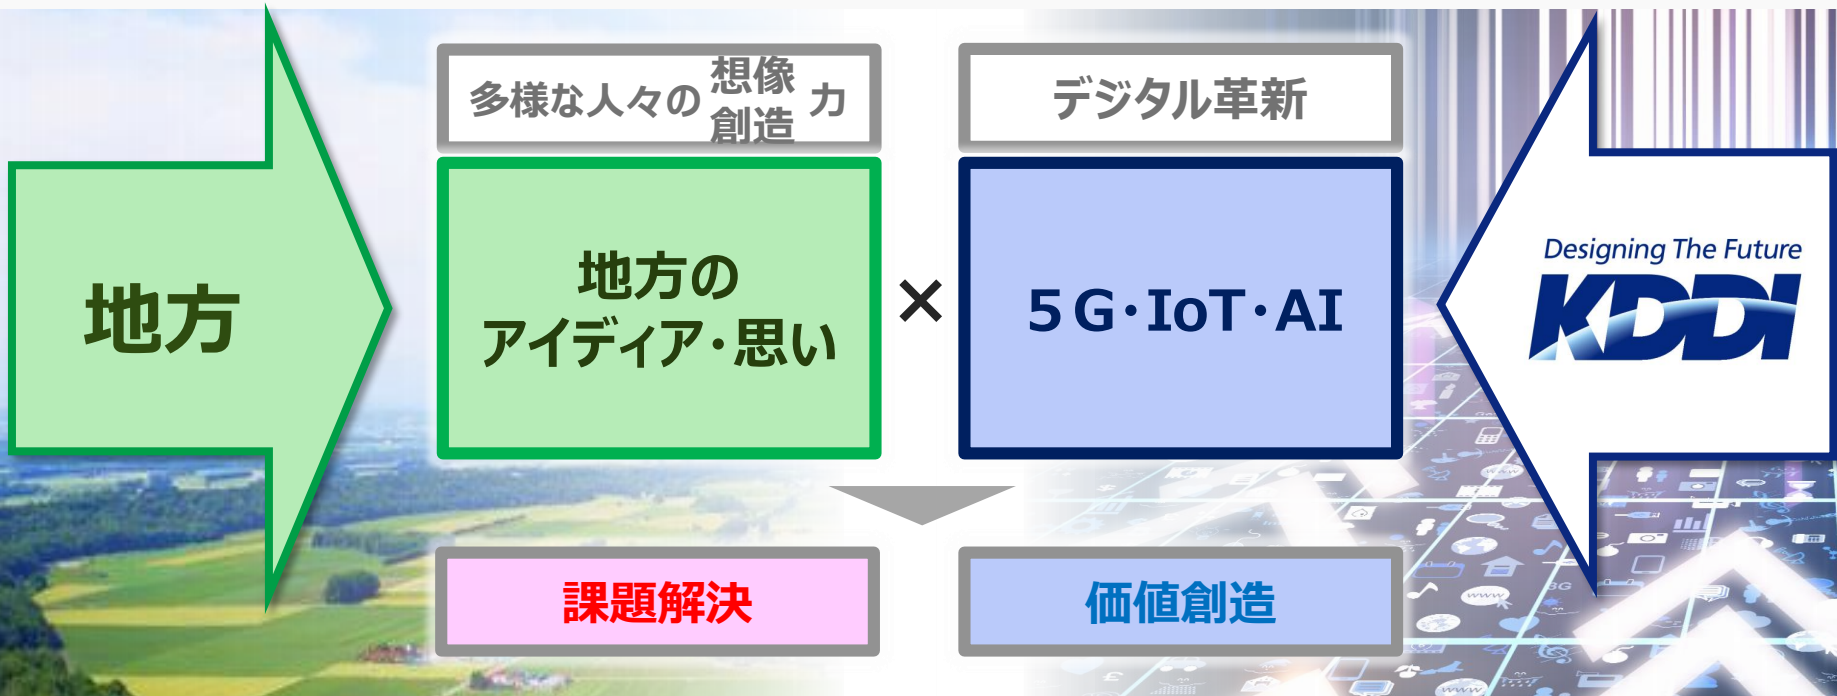 多様な人々の想像創造力
デジタル革新
地方
地方の
アイディア・思い
×
5G・IoT・AI
Designing The Future
KDDI
課題解決
価値創造